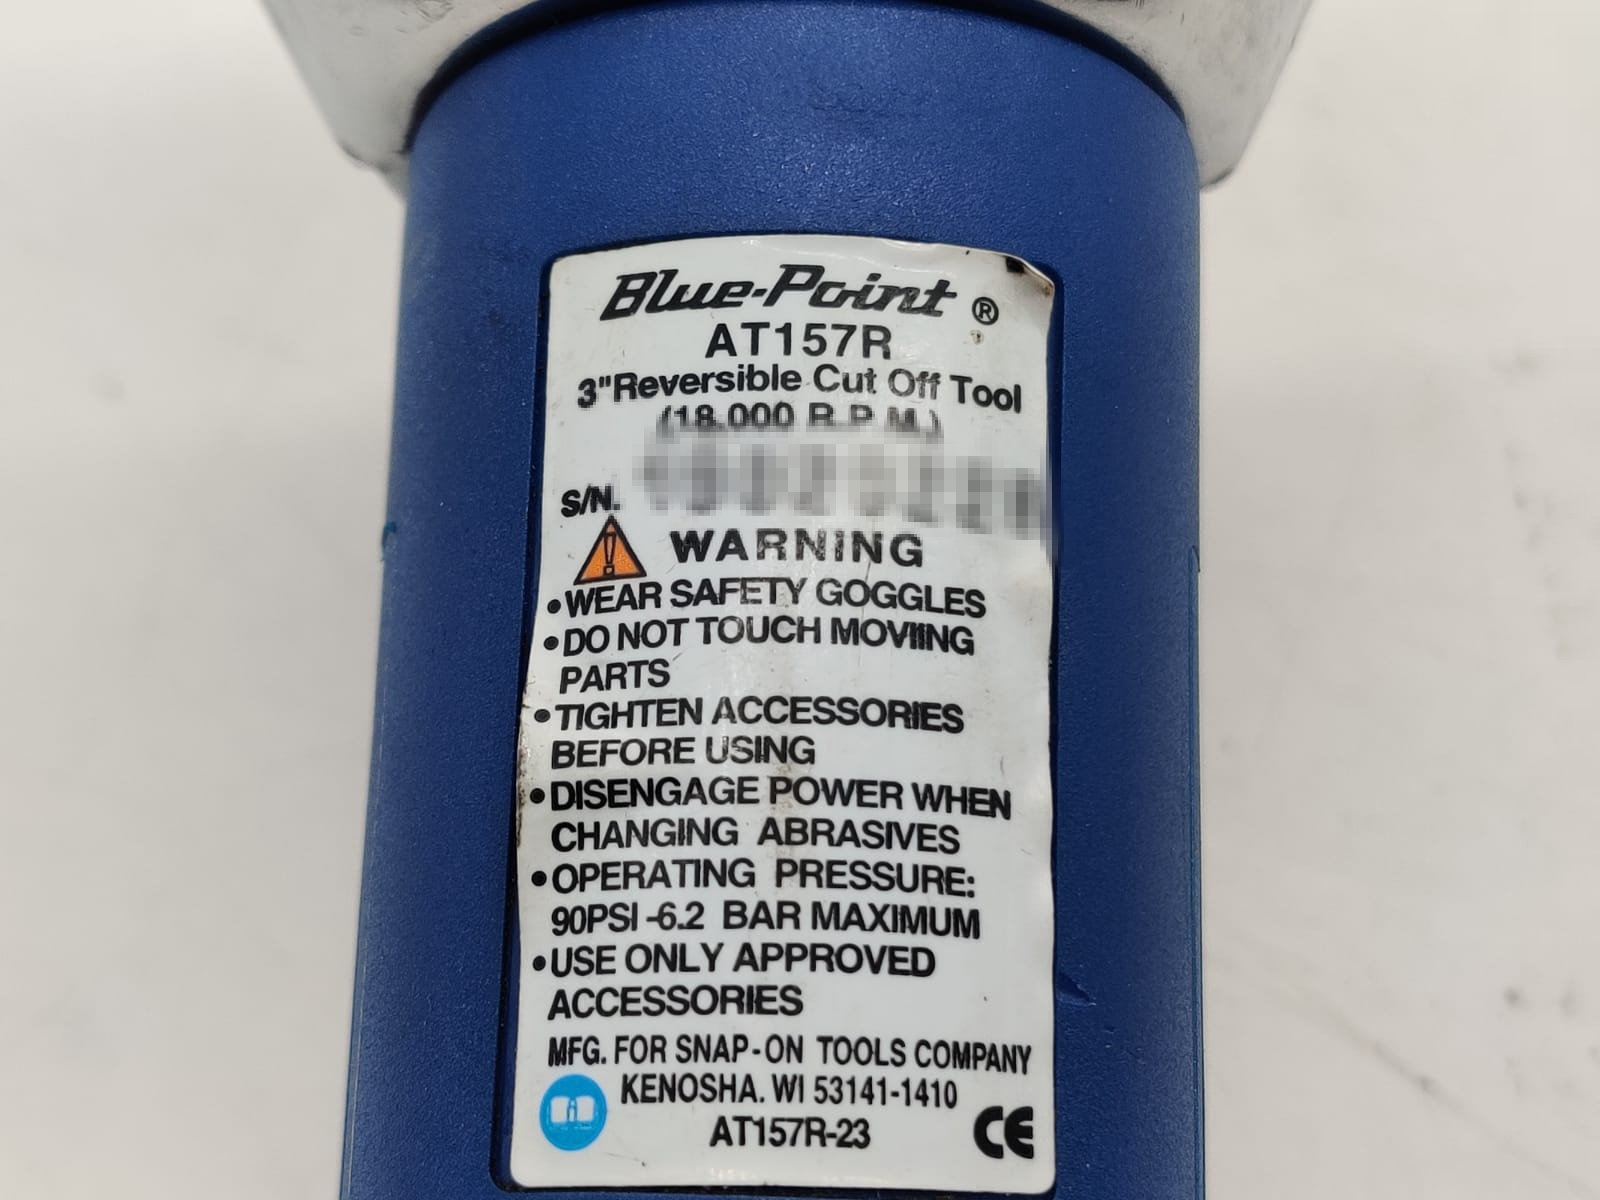 Blue-Point ®
AT157R
3"Reversible Cut Off Tool
(18,000 R.P.M.)
S/N.
WARNING
•WEAR SAFETY GOGGLES
•DO NOT TOUCH MOVIING
PARTS
•TIGHTEN ACCESSORIES
BEFORE USING
•DISENGAGE POWER WHEN
CHANGING ABRASIVES
•OPERATING PRESSURE:
90PSI -6.2 BAR MAXIMUM
•USE ONLY APPROVED
ACCESSORIES
MFG. FOR SNAP-ON TOOLS COMPANY
KENOSHA. WI 53141-1410
AT157R-23
CE